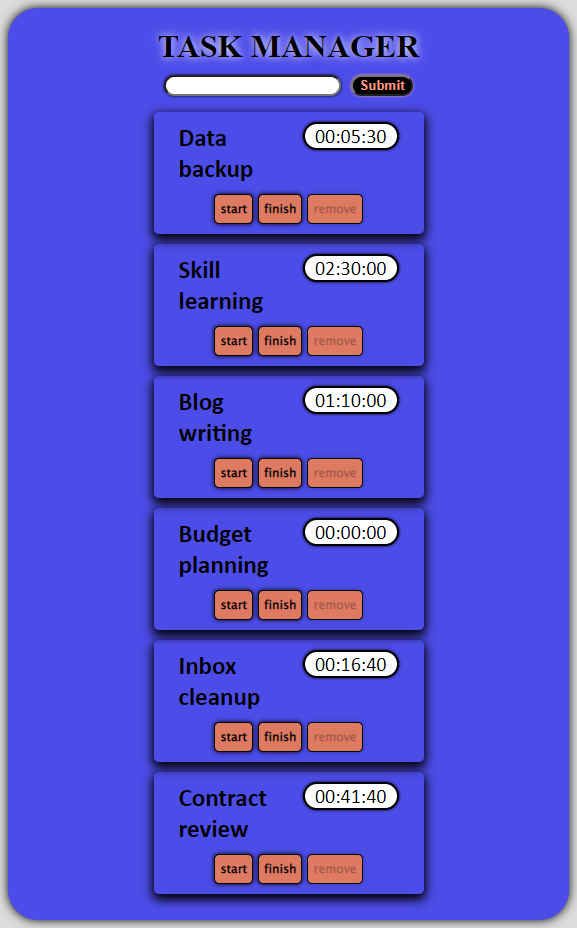 TASK MANAGER
Submit
Data
backup
00:05:30
start finish remove
Skill
learning
02:30:00
start finish remove
Blog
writing
01:10:00
start finish remove
Budget
planning
00:00:00
start finish remove
Inbox
cleanup
00:16:40
start finish remove
Contract
review
00:41:40
start finish remove